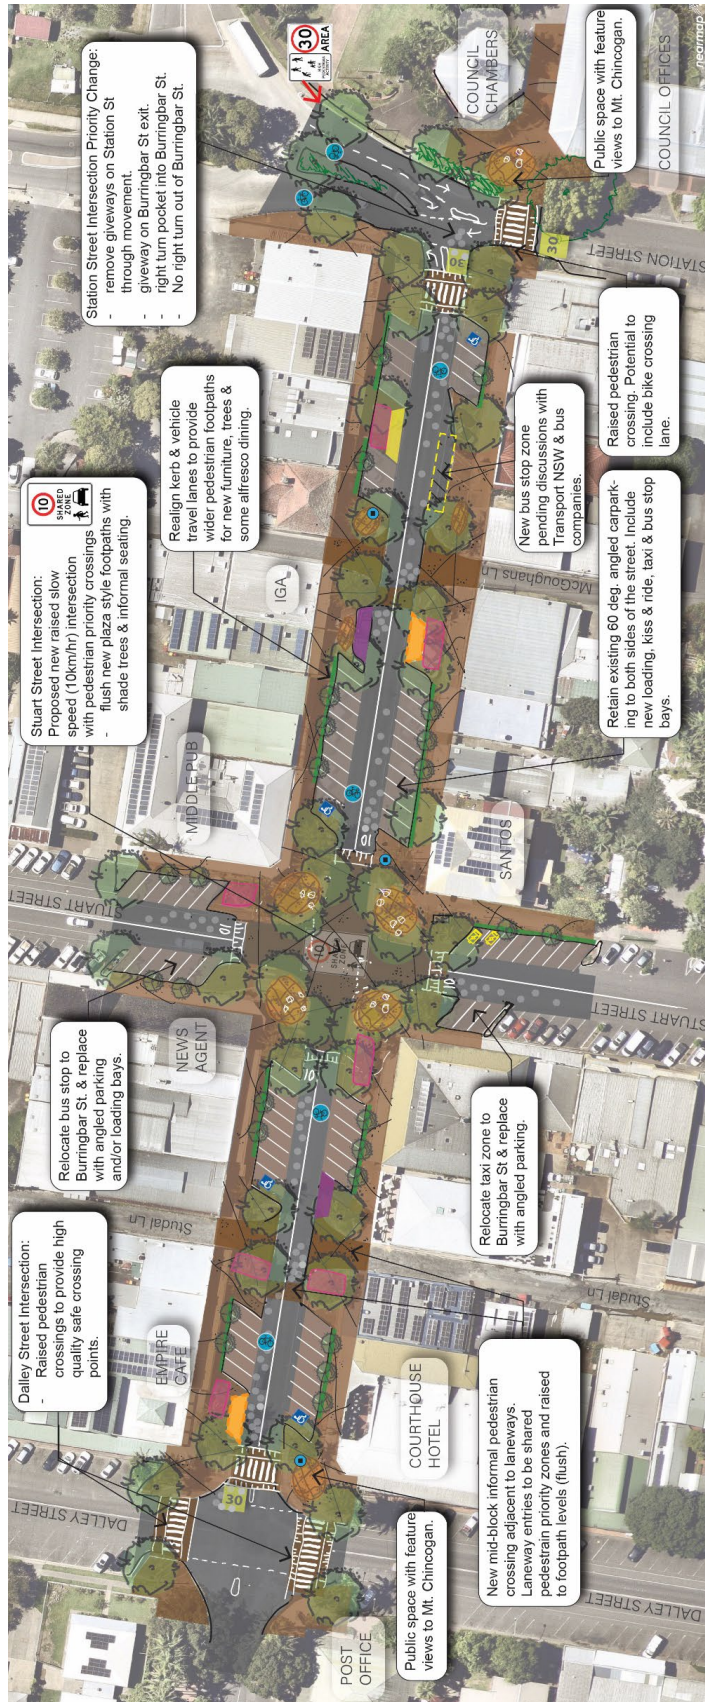 Dalley Street Intersection:
- Raised pedestrian
crossings to provide high
quality safe crossing
points.
Relocate bus stop to
Burringbar St. & replace
with angled parking
and/or loading bays.
Stuart Street Intersection:
Proposed new raised slow
speed (10km/hr) intersection
with pedestrian priority crossings
- flush new plaza style footpaths with
shade trees & informal seating.
10
SHARED
ZONE
Realign kerb & vehicle
travel lanes to provide
wider pedestrian footpaths
for new furniture, trees &
some alfresco dining.
Station Street Intersection Priority Change:
- remove giveways on Station St
through movement.
- giveway on Burringbar St exit.
- right turn pocket into Burringbar St.
- No right turn out of Burringbar St.
30
AREA
DALLEY STREET
EMPIRE
CAFE
Studal Ln
NEWS
AGENT
STUART STREET
MIDDLE PUB
IGA
COUNCIL
CHAMBERS
COUNCIL OFFICES
nearmap
30
10
10
10
SHARED
ZONE
10
10
30
30
POST
OFFICE
COURTHOUSE
HOTEL
Studal Ln
STUART STREET
SANTOS
McGoughans Ln
STATION STREET
DALLEY STREET
Public space with feature
views to Mt. Chincogan.
New mid-block informal pedestrian
crossing adjacent to laneways.
Laneway entries to be shared
pedestrain priority zones and raised
to footpath levels (flush).
Relocate taxi zone to
Burringbar St & replace
with angled parking.
Retain existing 60 deg. angled carpark-
ing to both sides of the street. Include
new loading, kiss & ride, taxi & bus stop
bays.
New bus stop zone
pending discussions with
Transport NSW & bus
companies.
Raised pedestrian
crossing. Potential to
include bike crossing
lane.
Public space with feature
views to Mt. Chincogan.